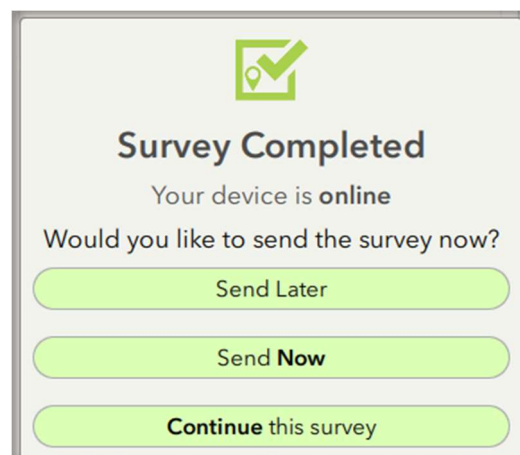 Survey Completed
Your device is online
Would you like to send the survey now?
Send Later
Send Now
Continue this survey